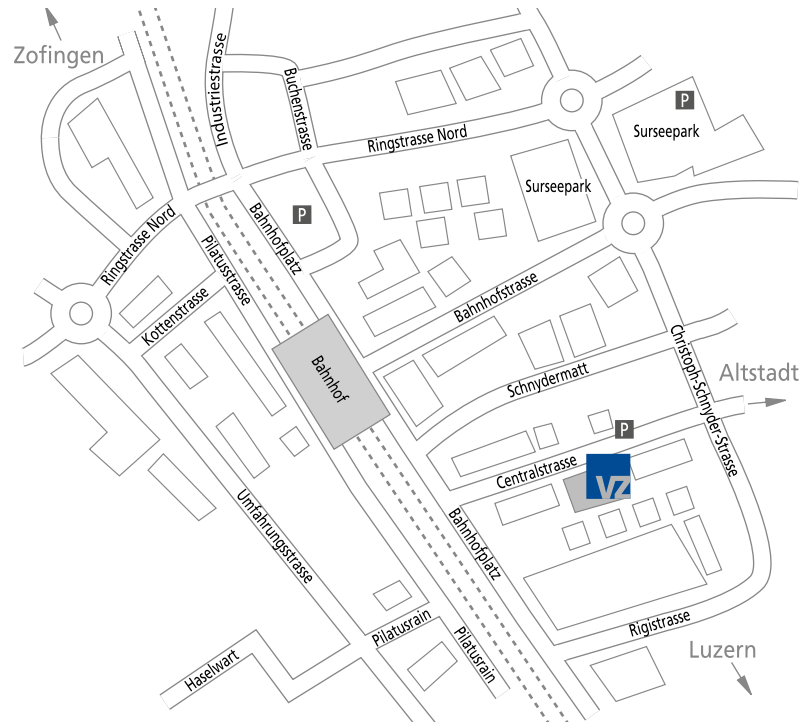 Zofingen
Industriestrasse
Buchenstrasse
Ringstrasse Nord
P
Surseepark
Surseepark
P
Bahnhofplatz
Ringstrasse Nord
Pilatusstrasse
Kottenstrasse
Bahnhofstrasse
Bahnhof
Schnydermatt
Christoph-Schnyder-Strasse
Altstadt
P
Centralstrasse
VZ
Umfahrungsstrasse
Bahnhofplatz
Pilatusrain
Pilatusrain
Rigistrasse
Haselwart
Luzern